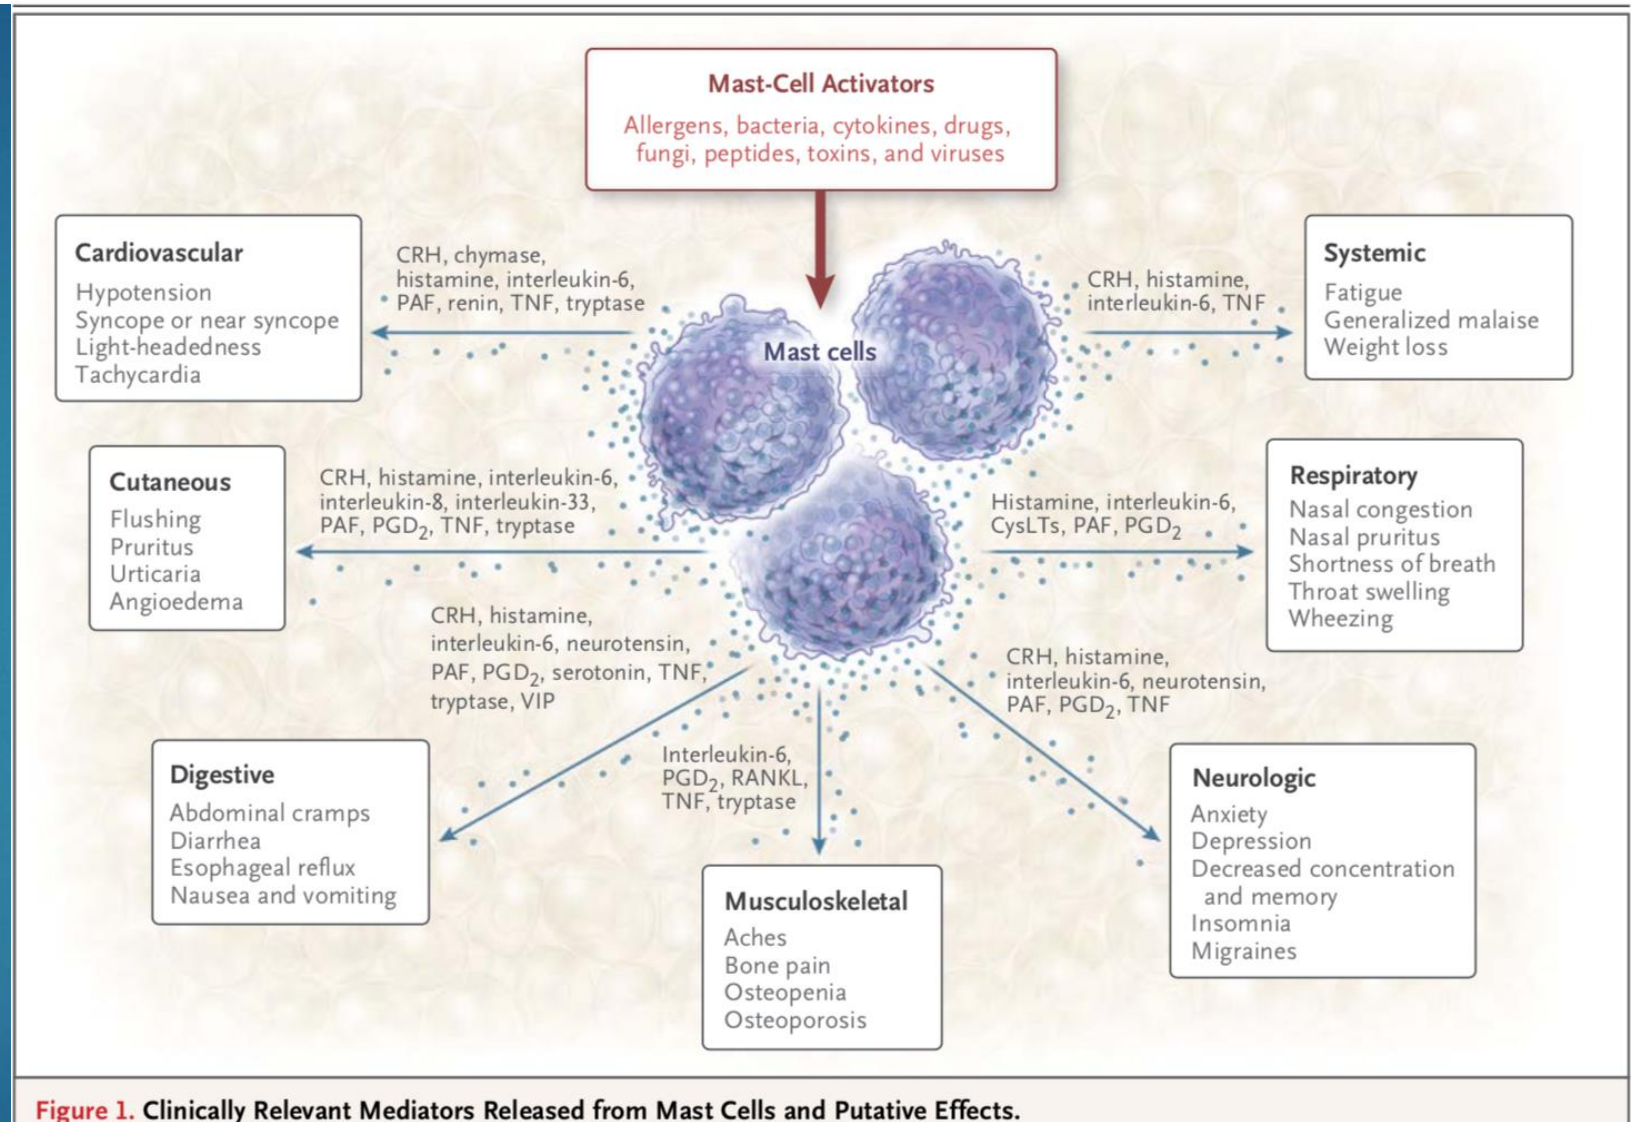 Mast-Cell Activators
Allergens, bacteria, cytokines, drugs,
fungi, peptides, toxins, and viruses
Mast cells
Cardiovascular
Hypotension
Syncope or near syncope
Light-headedness
Tachycardia
CRH, chymase,
histamine, interleukin-6,
PAF, renin, TNF, tryptase
CRH, histamine,
interleukin-6, TNF
Systemic
Fatigue
Generalized malaise
Weight loss
Cutaneous
Flushing
Pruritus
Urticaria
Angioedema
CRH, histamine, interleukin-6,
interleukin-8, interleukin-33,
PAF, PGD₂, TNF, tryptase
Histamine, interleukin-6,
CysLTs, PAF, PGD₂
Respiratory
Nasal congestion
Nasal pruritus
Shortness of breath
Throat swelling
Wheezing
CRH, histamine,
interleukin-6, neurotensin,
PAF, PGD₂, serotonin, TNF,
tryptase, VIP
Digestive
Abdominal cramps
Diarrhea
Esophageal reflux
Nausea and vomiting
Interleukin-6,
PGD₂, RANKL,
TNF, tryptase
Musculoskeletal
Aches
Bone pain
Osteopenia
Osteoporosis
CRH, histamine,
interleukin-6, neurotensin,
PAF, PGD₂, TNF
Neurologic
Anxiety
Depression
Decreased concentration
and memory
Insomnia
Migraines
Figure 1. Clinically Relevant Mediators Released from Mast Cells and Putative Effects.